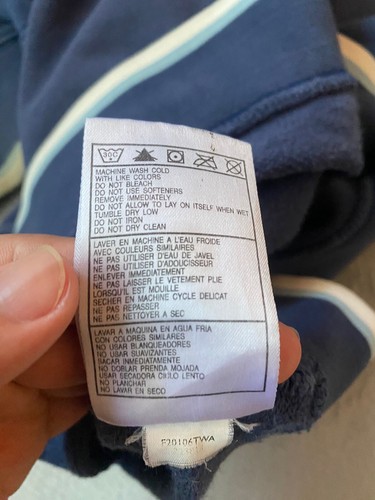 30C
MACHINE WASH COLD
WITH LIKE COLORS
DO NOT BLEACH
DO NOT USE SOFTENERS
REMOVE IMMEDIATELY
DO NOT ALLOW TO LAY ON ITSELF WHEN WET
TUMBLE DRY LOW
DO NOT IRON
DO NOT DRY CLEAN
LAVER EN MACHINE A L'EAU FROIDE
AVEC COULEURS SIMILAIRES
NE PAS UTILISER D'EAU DE JAVEL
NE PAS UTILISER D'ADOUCISSEUR
ENLEVER IMMEDIATEMENT
NE PAS LAISSER LE VETEMENT PLIE
LORSQU'IL EST MOUILLE
SECHER EN MACHINE CYCLE DELICAT
NE PAS REPASSER
NE PAS NETTOYER A SEC
LAVAR A MAQUINA EN AGUA FRIA
CON COLORES SIMILARES
NO USAR BLANQUEADORES
NO USAR SUAVIZANTES
SACAR INMEDIATAMENTE
NO DOBLAR PRENDA MOJADA
USAR SECADORA CICLO LENTO
NO PLANCHAR
NO LAVAR EN SECO
F70106TWA